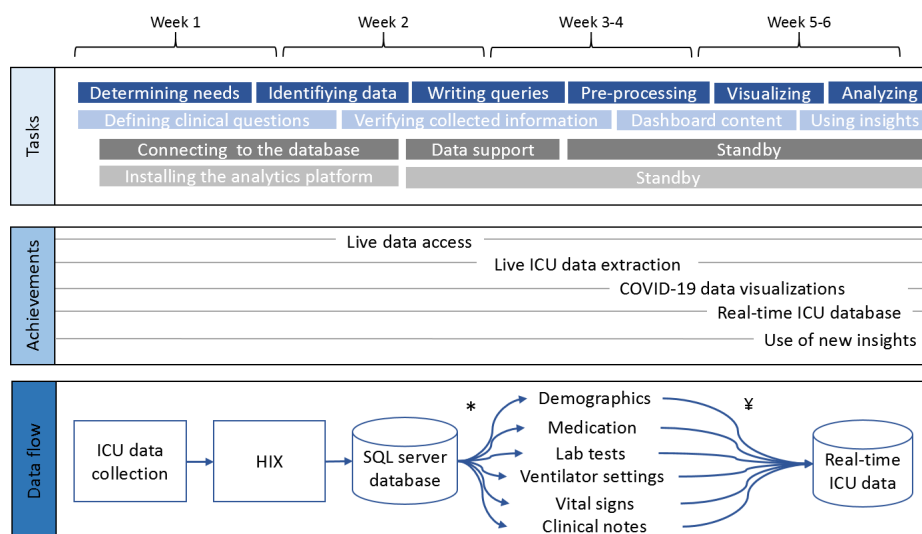 Week 1 Week 2 Week 3-4 Week 5-6
Tasks
Determining needs Identifiying data Writing queries Pre-processing Visualizing Analyzing
Defining clinical questions Verifying collected information Dashboard content Using insights
Connecting to the database Data support Standby
Installing the analytics platform Standby
Achievements
Live data access
Live ICU data extraction
COVID-19 data visualizations
Real-time ICU database
Use of new insights
Data flow
ICU data
collection
HIX
SQL server
database
*
Demographics
Medication
Lab tests
Ventilator settings
Vital signs
Clinical notes
¥
Real-time
ICU data